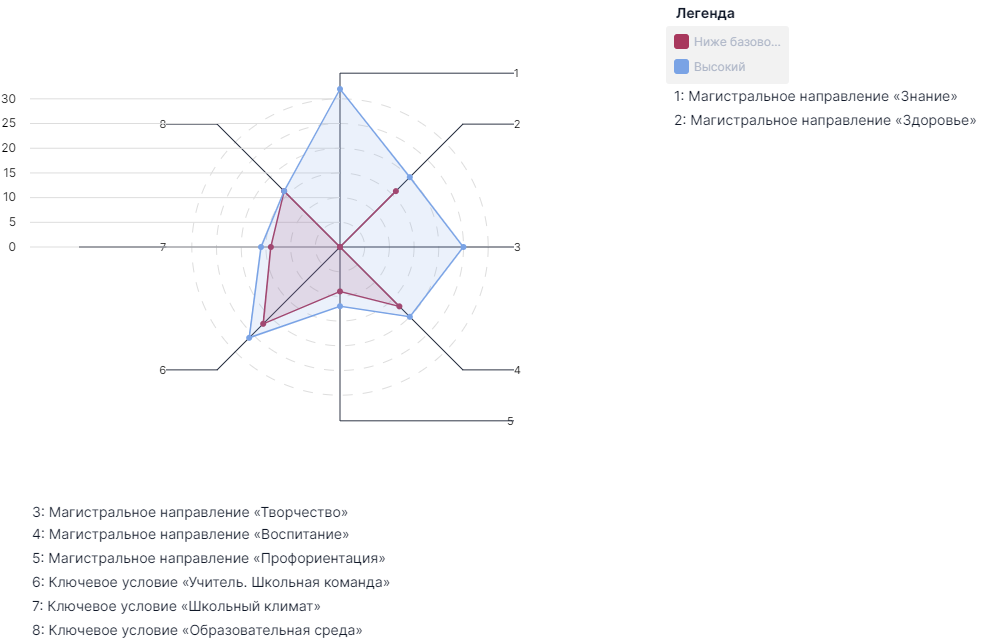 Легенда
Ниже базово...
Высокий
1: Магистральное направление «Знание»
2: Магистральное направление «Здоровье»
30
25
20
15
10
5
0
1
2
3
4
5
6
7
8
3: Магистральное направление «Творчество»
4: Магистральное направление «Воспитание»
5: Магистральное направление «Профориентация»
6: Ключевое условие «Учитель. Школьная команда»
7: Ключевое условие «Школьный климат»
8: Ключевое условие «Образовательная среда»